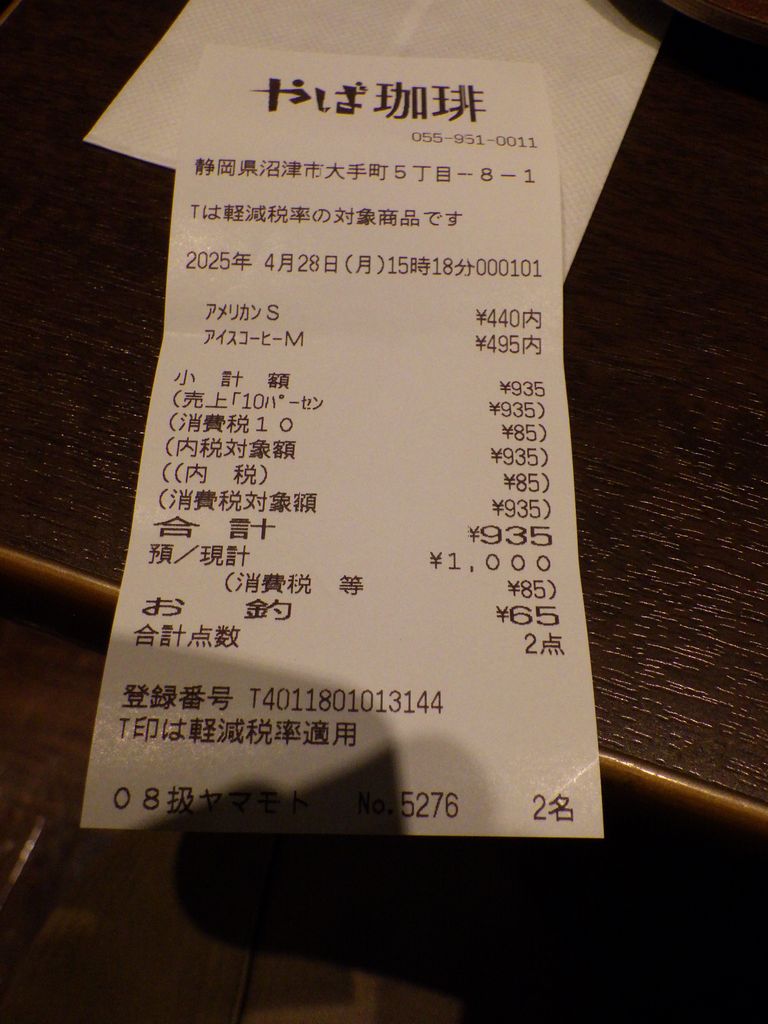 やば珈琲
055-951-0011
静岡県沼津市大手町5丁目-8-1
Tは軽減税率の対象商品です
2025年 4月28日(月)15時18分000101
アメリカンS ¥440内
アイスコーヒーM ¥495内
小 計 額 ¥935
(売上「10パーセン ¥935)
(消費税10 ¥85)
(内税対象額 ¥935)
((内 税) ¥85)
(消費税対象額 ¥935)
合 計 ¥935
預/現計 ¥1,000
(消費税 等 ¥85)
お 釣 ¥65
合計点数 2点
登録番号 T4011801013144
T印は軽減税率適用
08扱ヤマモト No.5276 2名